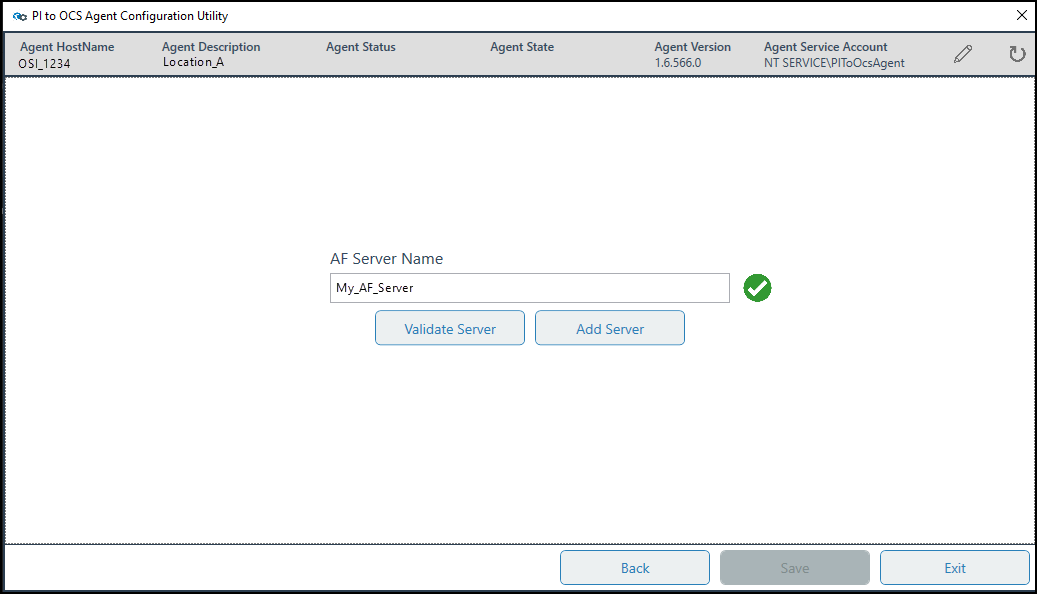 PI to OCS Agent Configuration Utility
Agent HostName Agent Description Agent Status Agent State Agent Version Agent Service Account
OSI_1234 Location_A 1.6.566.0 NT SERVICE\PIToOcsAgent
AF Server Name
My_AF_Server
Validate Server Add Server
Back Save Exit